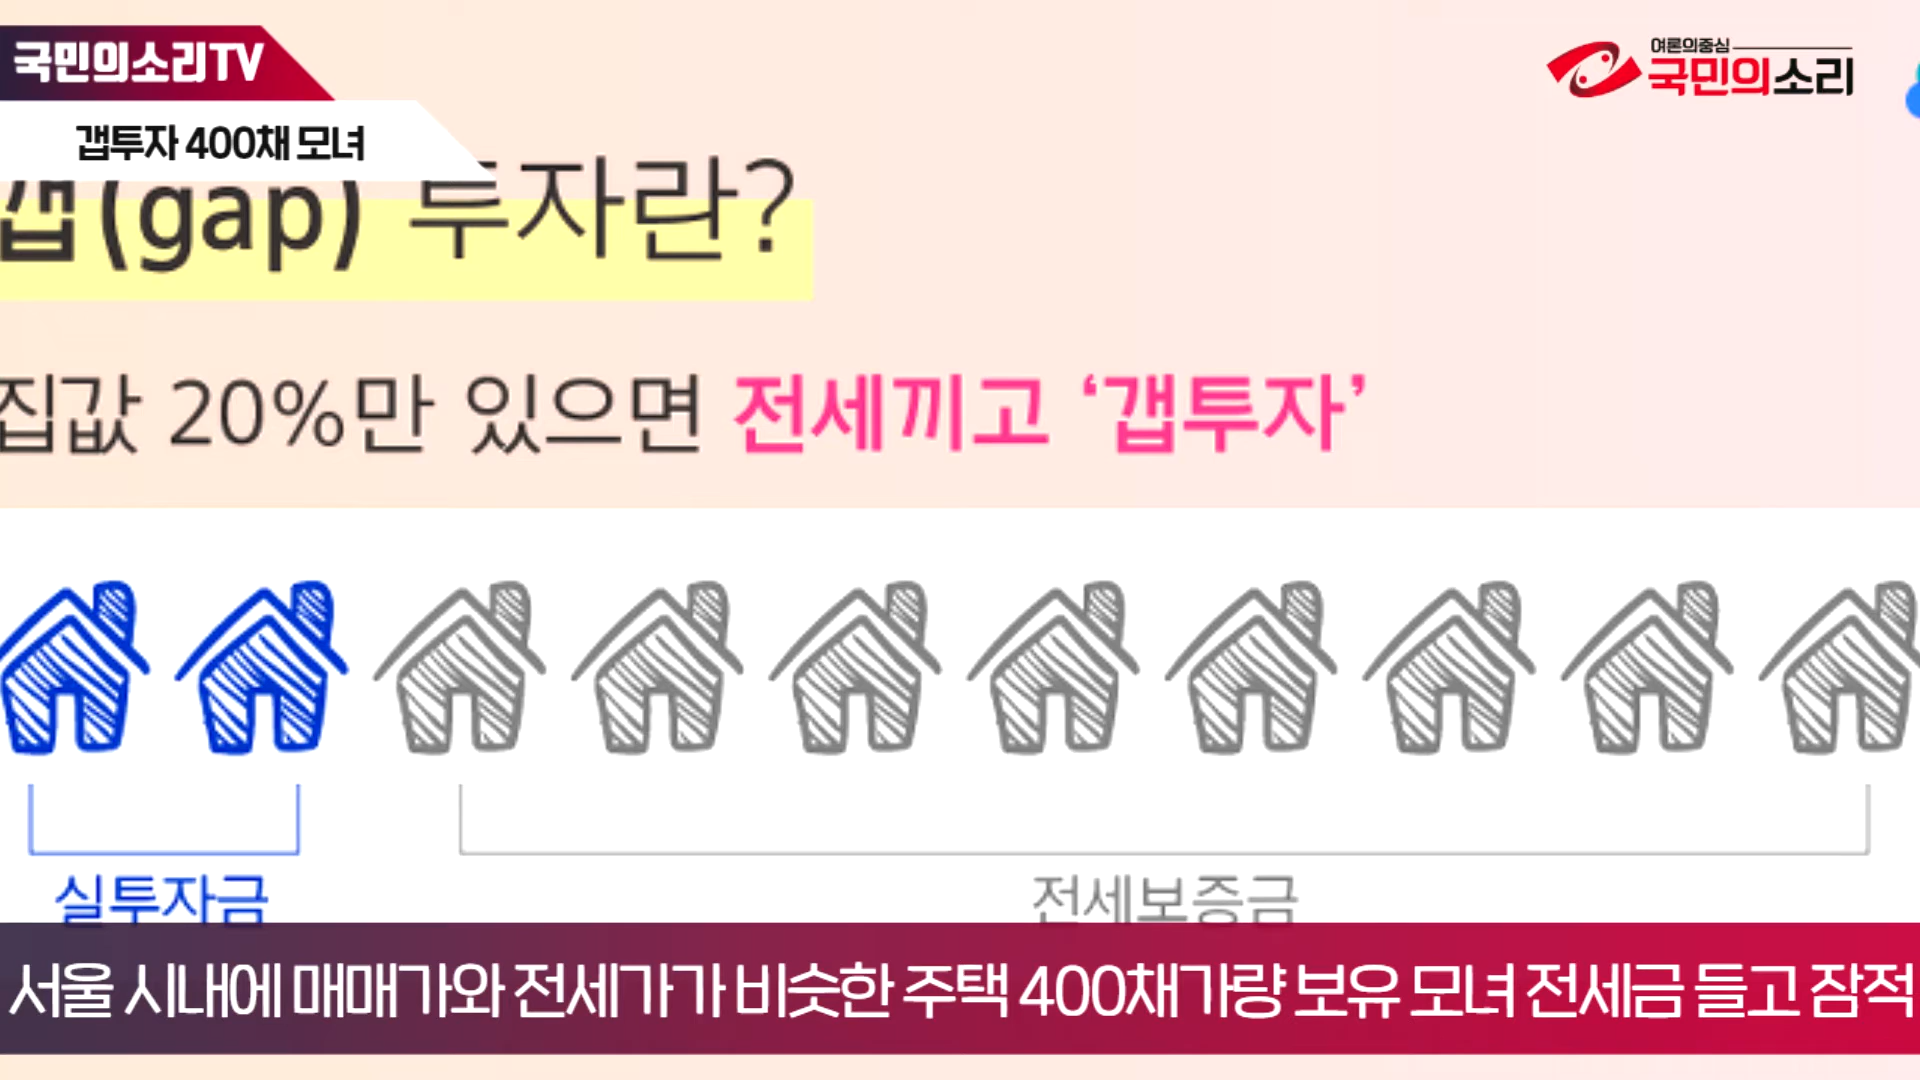 국민의소리TV
여론의중심
국민의소리
갭투자 400채 모녀
갭(gap) 투자란?
집값 20%만 있으면 전세끼고 ‘갭투자’
실투자금
전세보증금
서울 시내에 매매가와 전세가가 비슷한 주택 400채가량 보유 모녀 전세금 들고 잠적